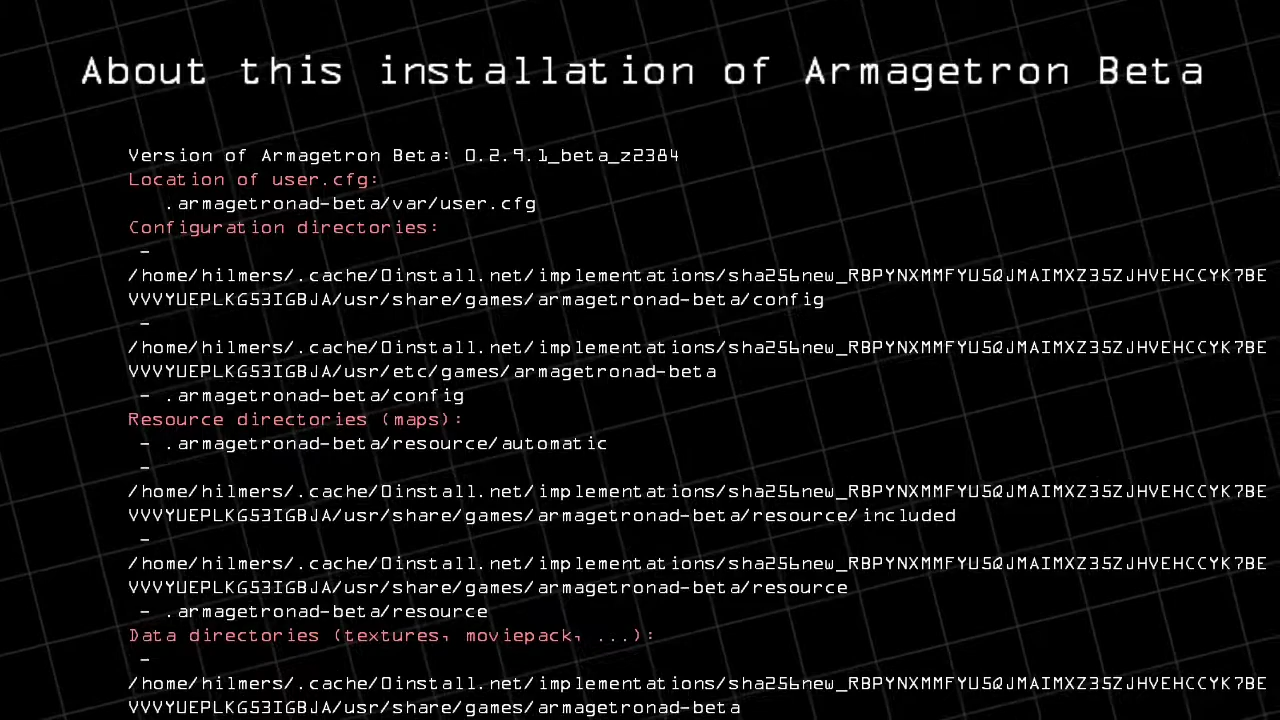 About this installation of Armagetron Beta
Version of Armagetron Beta: 0.2.9.1_beta_z2384
Location of user.cfg:
.armagetronad-beta/var/user.cfg
Configuration directories:
-
/home/hilmers/.cache/0install.net/implementations/sha256new_RBPYNXMMFYU5QJMAIMXZ35ZJHVEHCCYK7BE
VVVYUEPLKG53IGBJA/usr/share/games/armagetronad-beta/config
-
/home/hilmers/.cache/0install.net/implementations/sha256new_RBPYNXMMFYU5QJMAIMXZ35ZJHVEHCCYK7BE
VVVYUEPLKG53IGBJA/usr/etc/games/armagetronad-beta
- .armagetronad-beta/config
Resource directories (maps):
- .armagetronad-beta/resource/automatic
-
/home/hilmers/.cache/0install.net/implementations/sha256new_RBPYNXMMFYU5QJMAIMXZ35ZJHVEHCCYK7BE
VVVYUEPLKG53IGBJA/usr/share/games/armagetronad-beta/resource/included
-
/home/hilmers/.cache/0install.net/implementations/sha256new_RBPYNXMMFYU5QJMAIMXZ35ZJHVEHCCYK7BE
VVVYUEPLKG53IGBJA/usr/share/games/armagetronad-beta/resource
- .armagetronad-beta/resource
Data directories (textures, moviepack, ...):
-
/home/hilmers/.cache/0install.net/implementations/sha256new_RBPYNXMMFYU5QJMAIMXZ35ZJHVEHCCYK7BE
VVVYUEPLKG53IGBJA/usr/share/games/armagetronad-beta